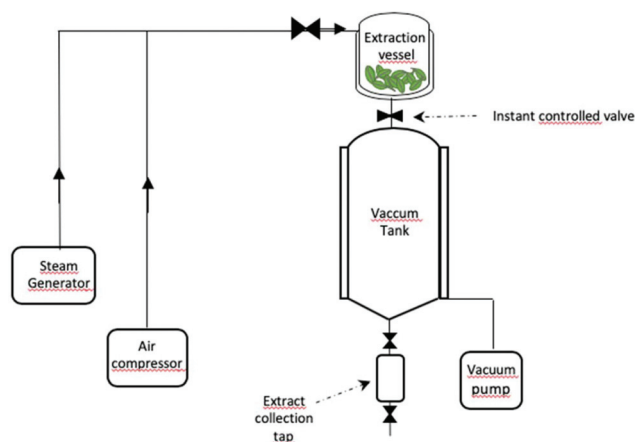 Extraction
vessel
Instant controlled valve
Vaccum
Tank
Steam
Generator
Air
compressor
Vacuum
pump
Extract
collection
tap